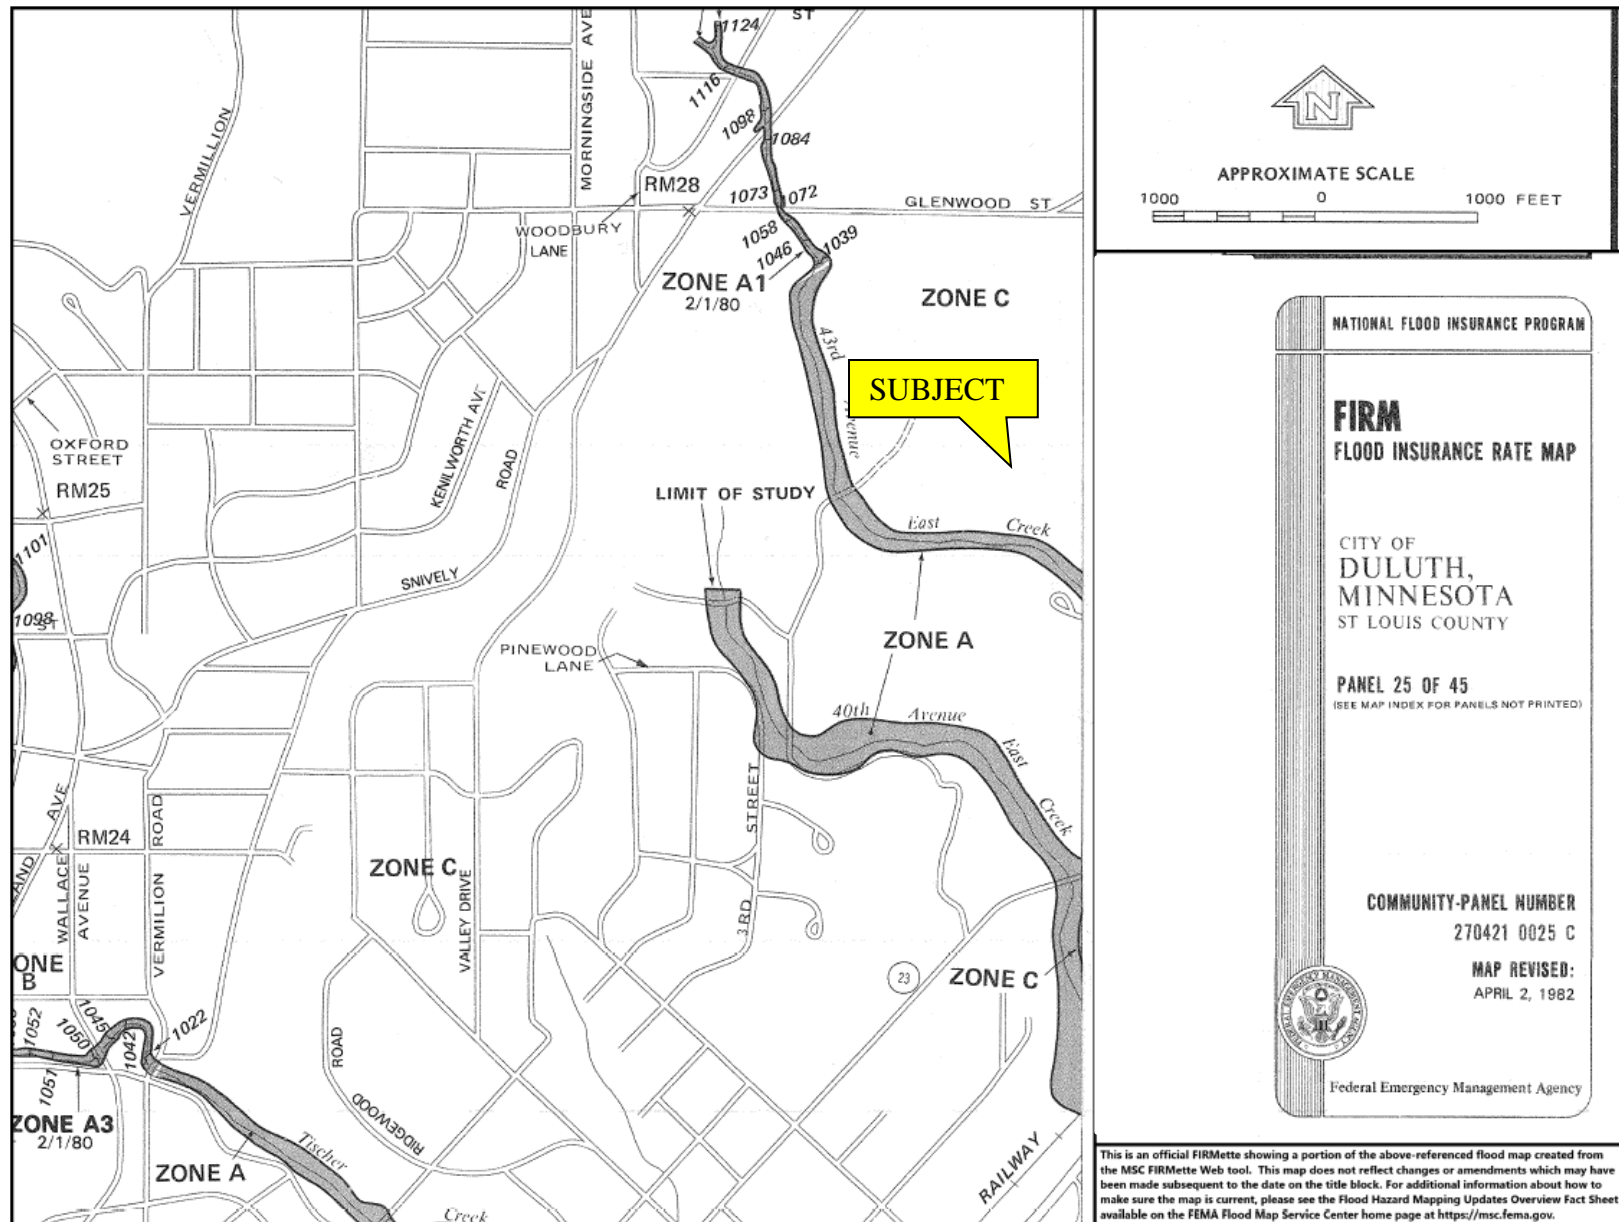 ST
1124
MORNINGSIDE AVE
1116
VERMILLION
1098
1084
RM28
1073
1072
GLENWOOD ST
WOODBURY
LANE
1058
1039
1046
ZONE A1
2/1/80
ZONE C
43rd
SUBJECT
Avenue
KENILWORTH AVE
OXFORD
STREET
ROAD
RM25
LIMIT OF STUDY
East
Creek
1101
SNIVELY
1098
ST
ZONE A
PINEWOOD
LANE
40th
Avenue
East
STREET
Creek
AVE
ROAD
RM24
AND
WALLACE
AVENUE
ZONE C
VERMILION
VALLEY DRIVE
3RD
23
ZONE C
ONE
B
1045
1052
1050
1042
1022
ROAD
1051
ZONE A3
2/1/80
RIDGEWOOD
Tischer
ZONE A
RAILWAY
Creek
N
APPROXIMATE SCALE
1000 0 1000 FEET
NATIONAL FLOOD INSURANCE PROGRAM
FIRM
FLOOD INSURANCE RATE MAP
CITY OF
DULUTH,
MINNESOTA
ST LOUIS COUNTY
PANEL 25 OF 45
(SEE MAP INDEX FOR PANELS NOT PRINTED)
COMMUNITY-PANEL NUMBER
270421 0025 C
MAP REVISED:
APRIL 2, 1982
FEDERAL EMERGENCY MANAGEMENT AGENCY
Federal Emergency Management Agency
This is an official FIRMette showing a portion of the above-referenced flood map created from
the MSC FIRMette Web tool. This map does not reflect changes or amendments which may have
been made subsequent to the date on the title block. For additional information about how to
make sure the map is current, please see the Flood Hazard Mapping Updates Overview Fact Sheet
available on the FEMA Flood Map Service Center home page at https://msc.fema.gov.